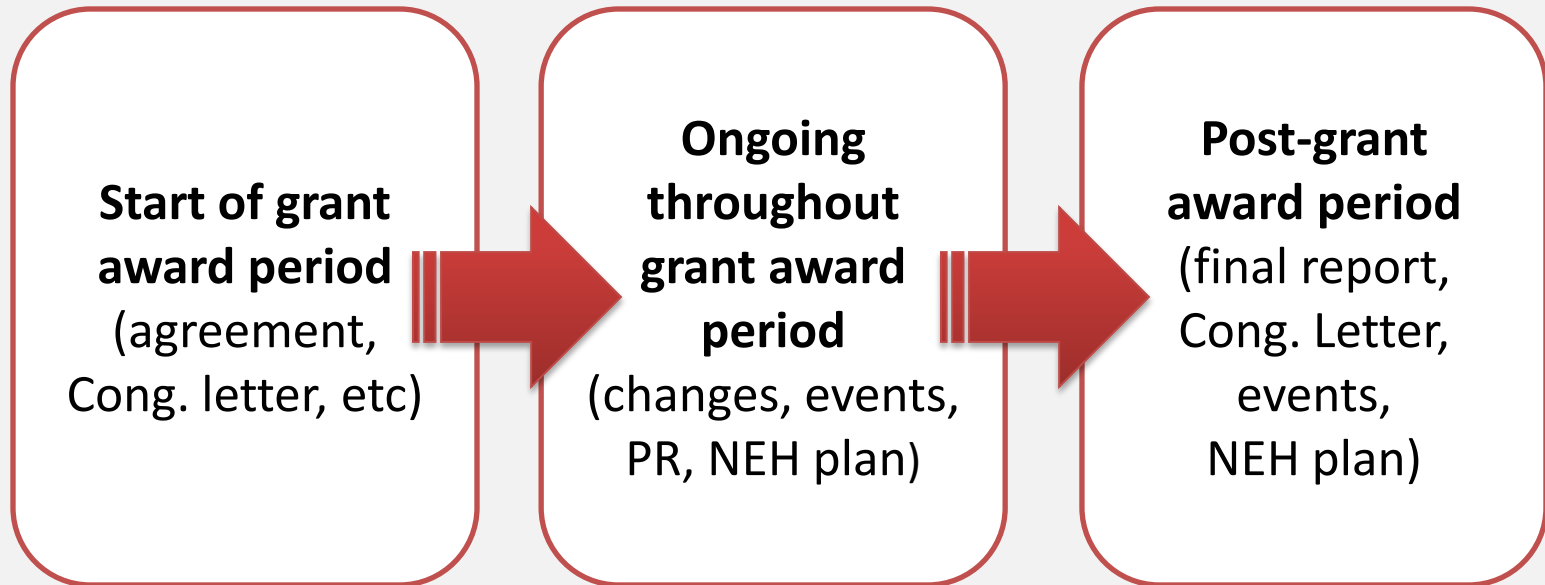 Start of grant
award period
(agreement,
Cong. letter, etc)
Ongoing
throughout
grant award
period
(changes, events,
PR, NEH plan)
Post-grant
award period
(final report,
Cong. Letter,
events,
NEH plan)